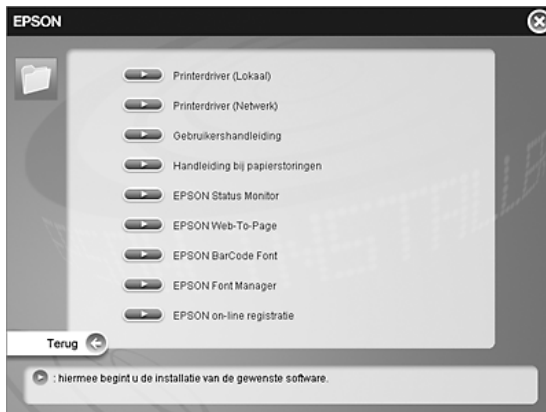 EPSON
Printerdriver (Lokaal)
Printerdriver (Netwerk)
Gebruikershandleiding
Handleiding bij papierstoringen
EPSON Status Monitor
EPSON Web-To-Page
EPSON BarCode Font
EPSON Font Manager
EPSON on-line registratie
Terug
: hiermee begint u de installatie van de gewenste software.